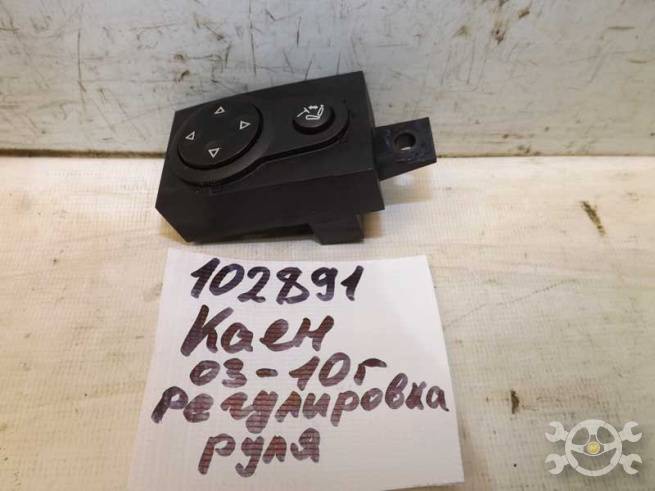 102891
Каен
03-10г
регулировка
руля